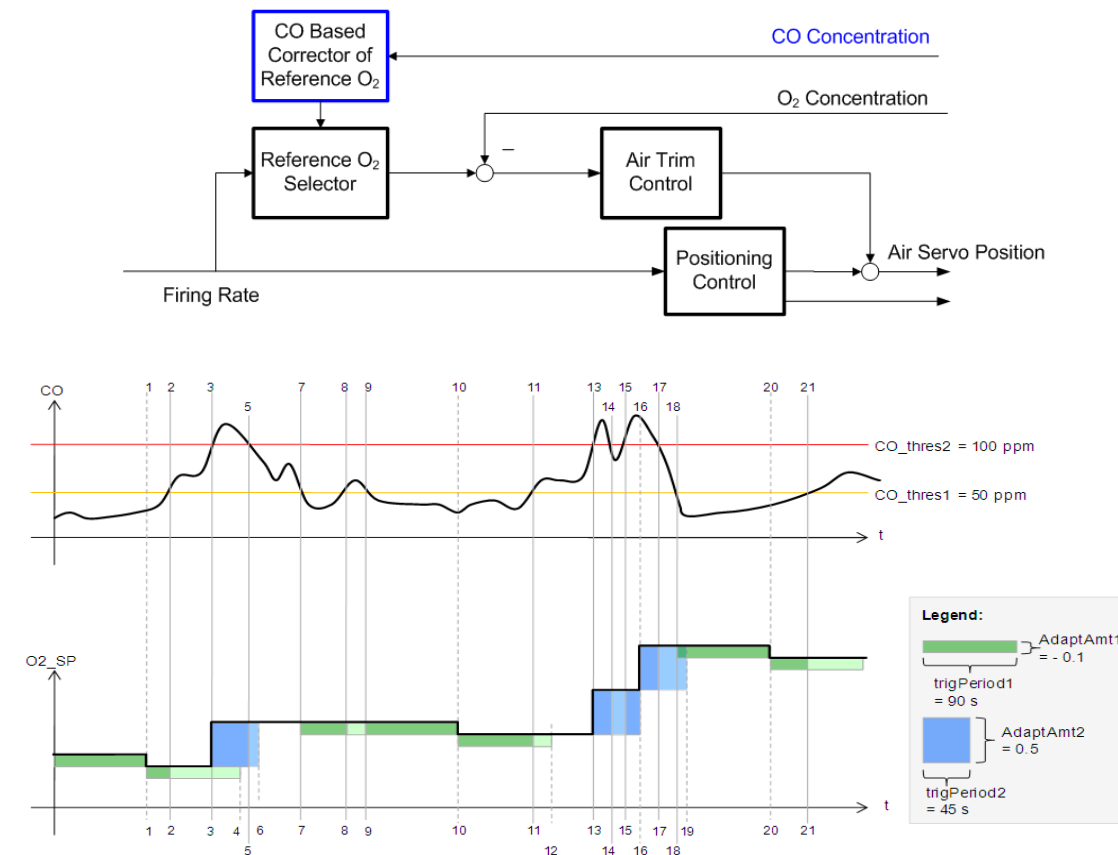 CO Based
Corrector of
Reference O₂
CO Concentration
O₂ Concentration
Reference O₂
Selector
–
Air Trim
Control
Positioning
Control
Air Servo Position
Firing Rate
CO
1 2 3 7 8 9 10 11 13 15 17 20 21
5 14 16 18
CO_thres2 = 100 ppm
CO_thres1 = 50 ppm
t
O2_SP
Legend:
AdaptAmt1
= - 0.1
trigPeriod1
= 90 s
AdaptAmt2
= 0.5
trigPeriod2
= 45 s
t
1 2 3 4 6 7 8 9 10 11 13 15 17 19 20 21
5 12 14 16 18